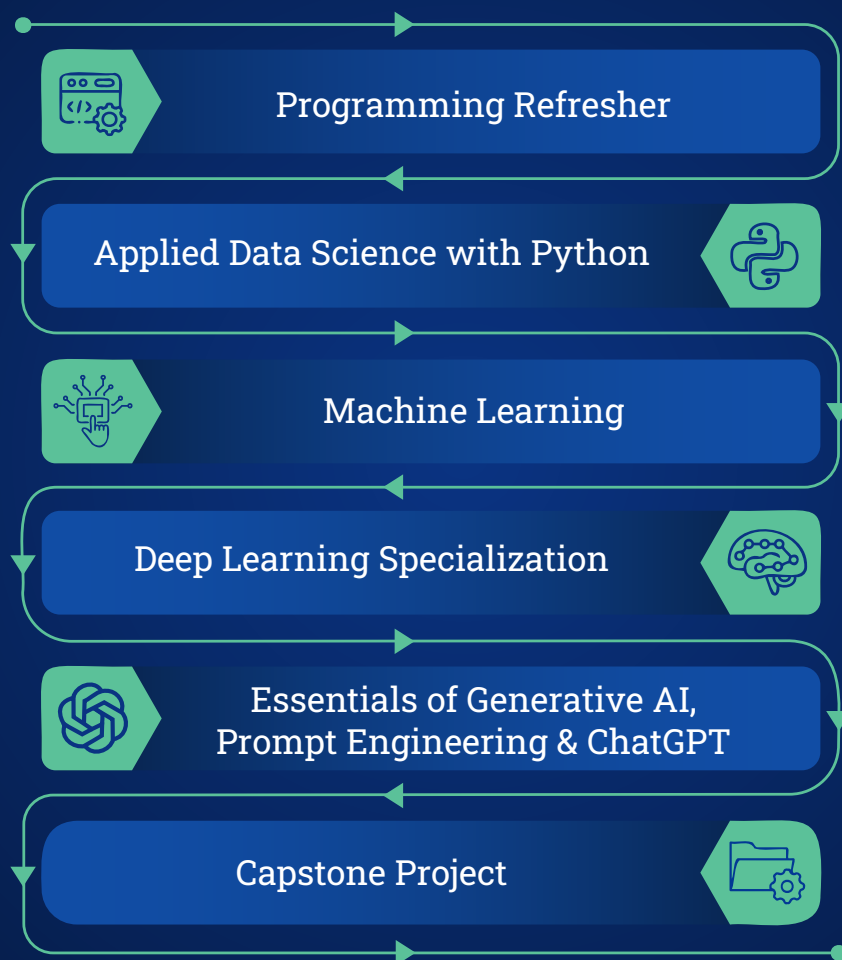 Programming Refresher
Applied Data Science with Python
Machine Learning
Deep Learning Specialization
Essentials of Generative AI,
Prompt Engineering & ChatGPT
Capstone Project